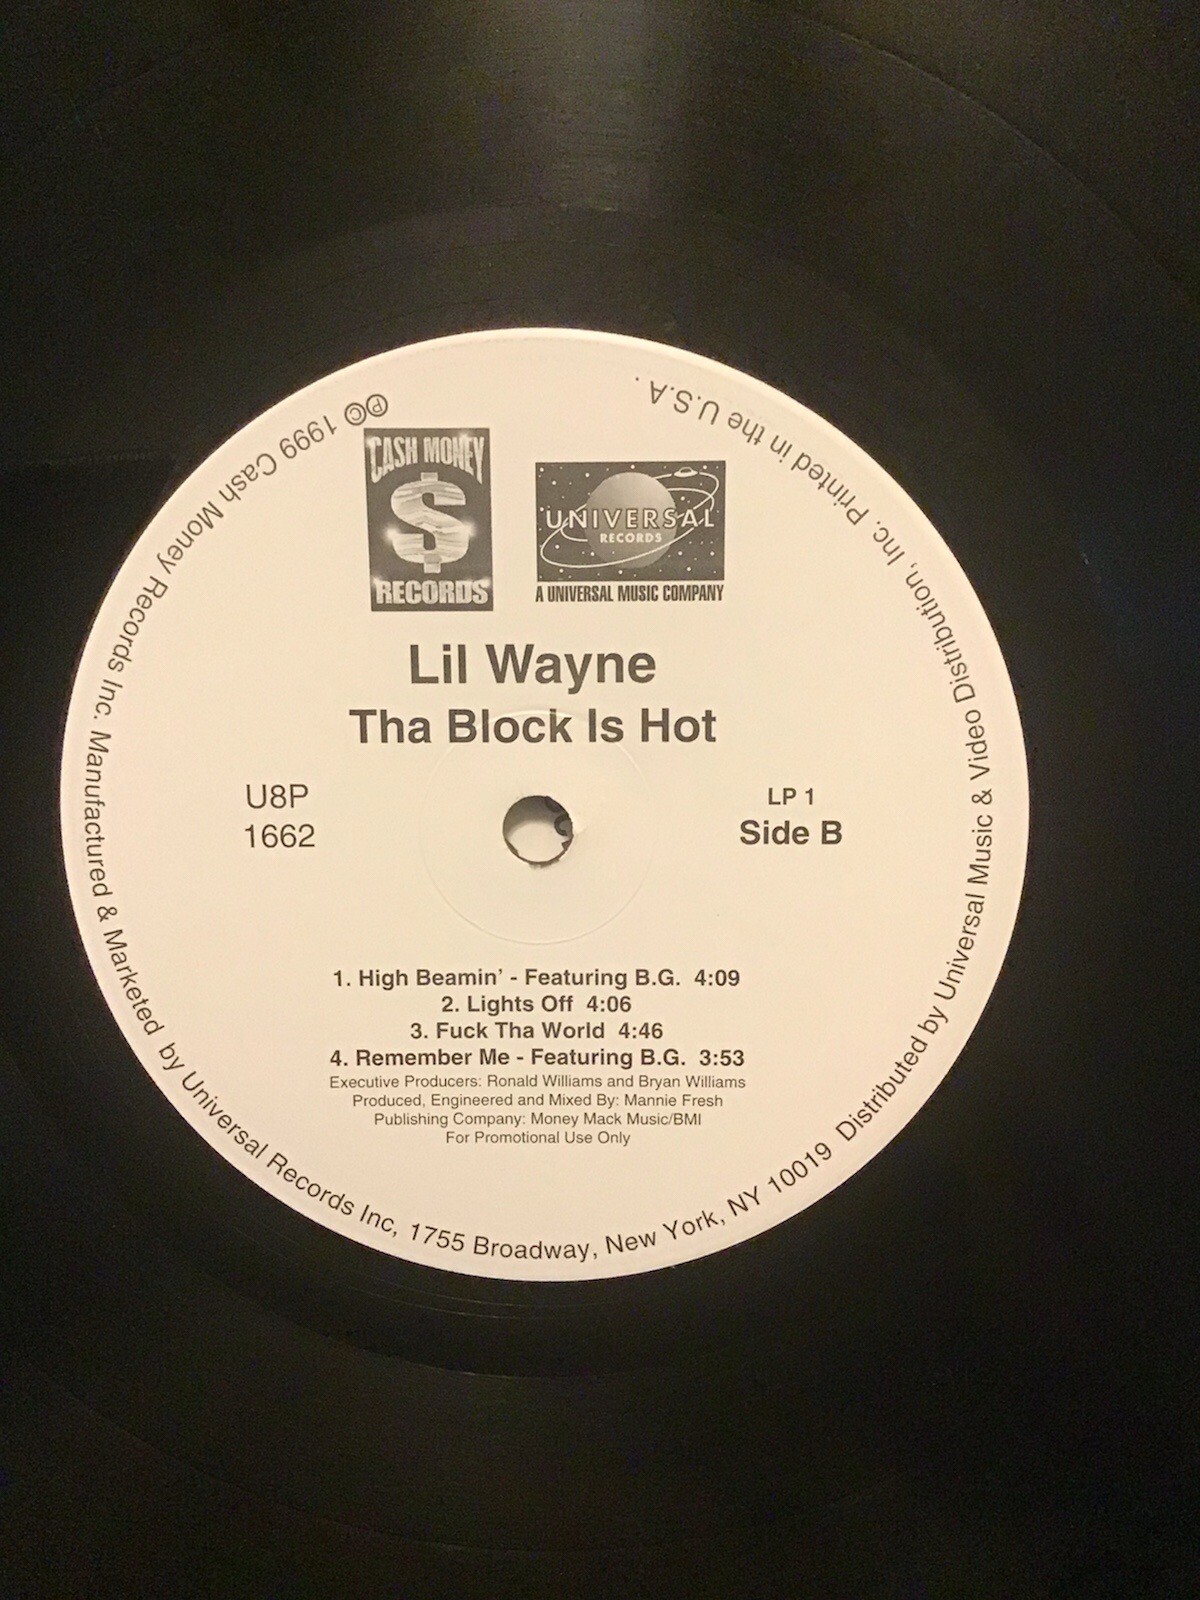 CASH MONEY
$
RECORDS
UNIVERSAL
RECORDS
A UNIVERSAL MUSIC COMPANY
Lil Wayne
Tha Block Is Hot
U8P
1662
LP 1
Side B
1. High Beamin' - Featuring B.G. 4:09
2. Lights Off 4:06
3. Fuck Tha World 4:46
4. Remember Me - Featuring B.G. 3:53
Executive Producers: Ronald Williams and Bryan Williams
Produced, Engineered and Mixed By: Mannie Fresh
Publishing Company: Money Mack Music/BMI
For Promotional Use Only
℗© 1999 Cash Money Records Inc. Manufactured & Marketed by Universal Records Inc, 1755 Broadway, New York, NY 10019 Distributed by Universal Music & Video Distribution, Inc. Printed in the U.S.A.